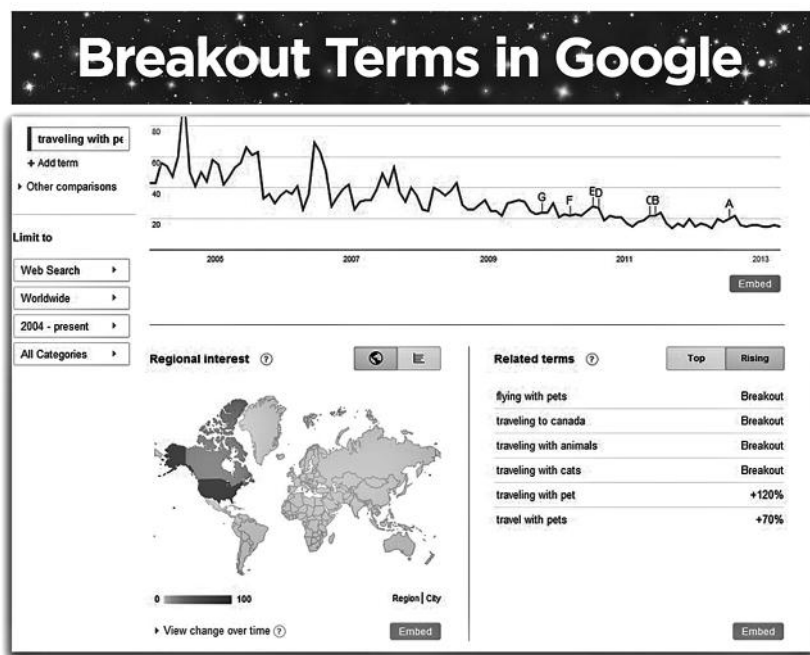 Breakout Terms in Google
traveling with pe
+ Add term
Other comparisons
Limit to
Web Search
Worldwide
2004 - present
All Categories
80
60
40
20
G
F
E
D
C
B
A
2005
2007
2009
2011
2013
Embed
Regional interest ?
0
100
Region | City
View change over time ?
Embed
Related terms ?
Top
Rising
flying with pets Breakout
traveling to canada Breakout
traveling with animals Breakout
traveling with cats Breakout
traveling with pet +120%
travel with pets +70%
Embed